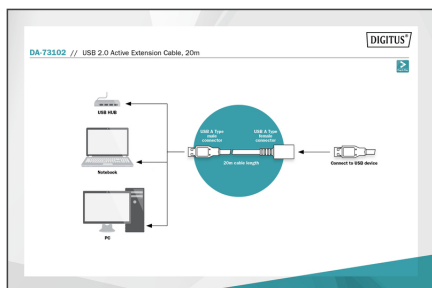 DIGITUS®
DA-73102 // USB 2.0 Active Extension Cable, 20m
USB HUB
USB A Type
male
connector
USB A Type
female
connector
20m cable length
Notebook
Connect to USB device
PC